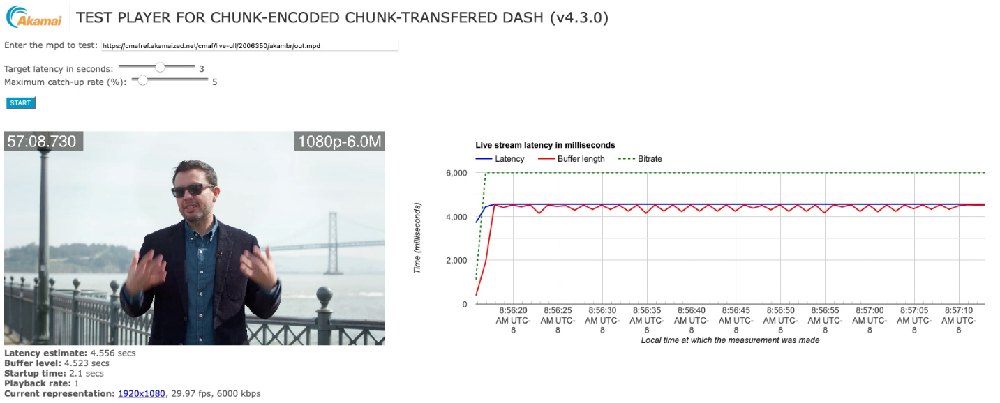 Akamai
TEST PLAYER FOR CHUNK-ENCODED CHUNK-TRANSFERED DASH (v4.3.0)
Enter the mpd to test: https://cmafref.akamaized.net/cmaf/live-ull/2006350/akambr/out.mpd
Target latency in seconds: 3
Maximum catch-up rate (%): 5
START
57:08.730
1080p-6.0M
Latency estimate: 4.556 secs
Buffer level: 4.523 secs
Startup time: 2.1 secs
Playback rate: 1
Current representation: 1920x1080, 29.97 fps, 6000 kbps
Live stream latency in milliseconds
Latency Buffer length Bitrate
Time (milliseconds)
6,000
4,000
2,000
0
8:56:20 8:56:25 8:56:30 8:56:35 8:56:40 8:56:45 8:56:50 8:56:55 8:57:00 8:57:05 8:57:10
AM UTC- AM UTC- AM UTC- AM UTC- AM UTC- AM UTC- AM UTC- AM UTC- AM UTC- AM UTC- AM UTC-
8 8 8 8 8 8 8 8 8 8 8
Local time at which the measurement was made